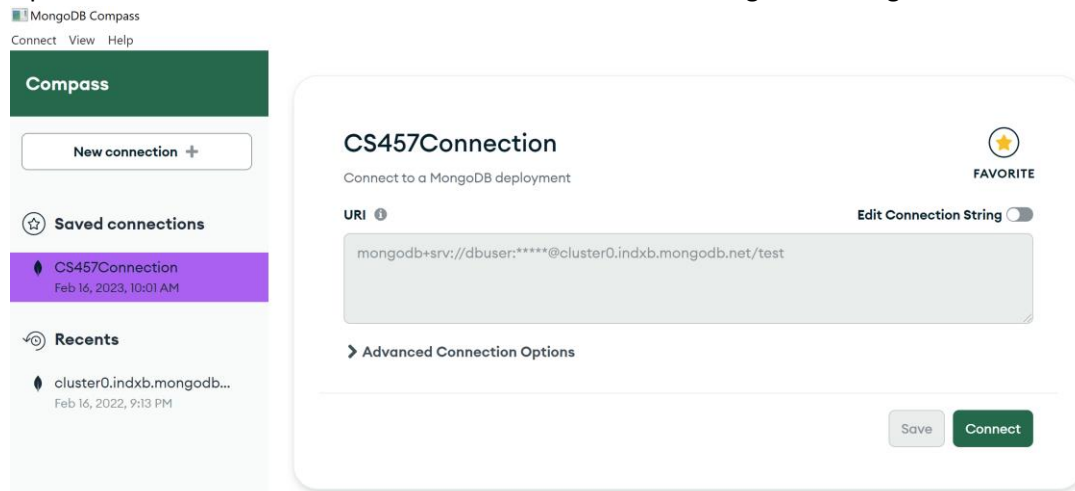 MongoDB Compass
Connect View Help
Compass
New connection +
Saved connections
CS457Connection
Feb 16, 2023, 10:01 AM
Recents
cluster0.indxb.mongodb...
Feb 16, 2022, 9:13 PM
CS457Connection
Connect to a MongoDB deployment
FAVORITE
URI
Edit Connection String
mongodb+srv://dbuser:*****@cluster0.indxb.mongodb.net/test
Advanced Connection Options
Save Connect